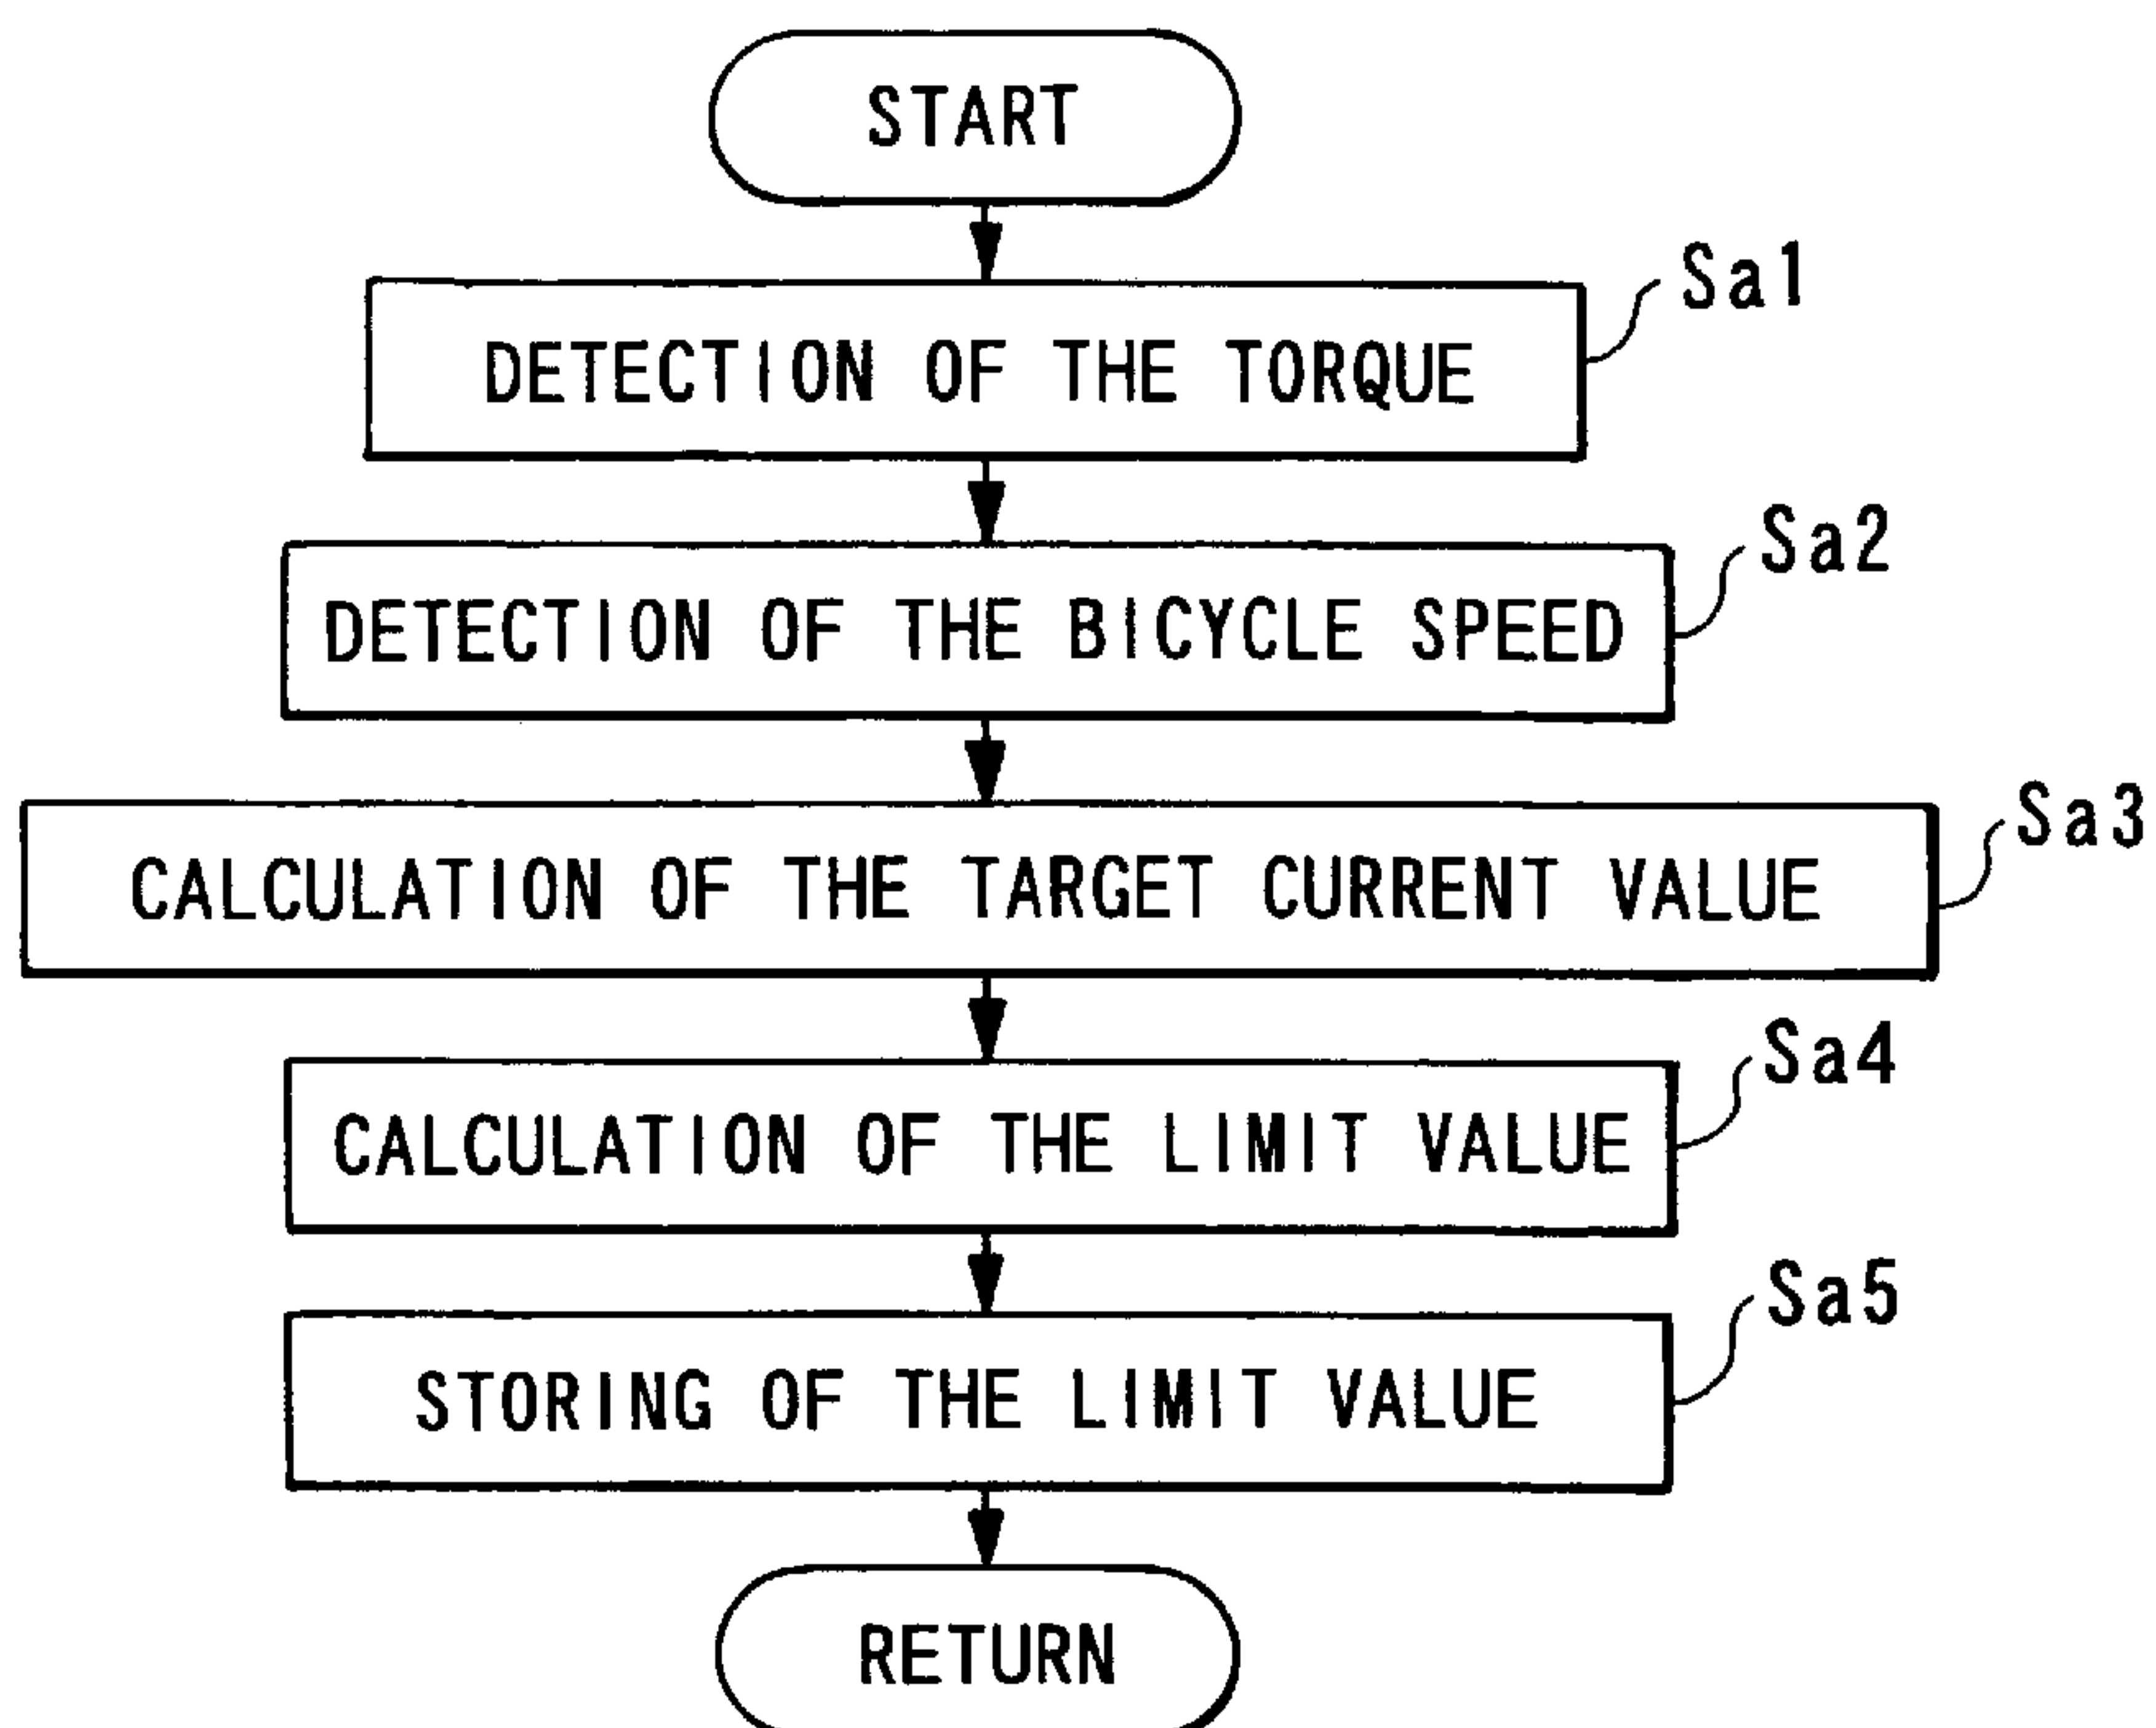 START
Sa1
DETECTION OF THE TORQUE
Sa2
DETECTION OF THE BICYCLE SPEED
Sa3
CALCULATION OF THE TARGET CURRENT VALUE
Sa4
CALCULATION OF THE LIMIT VALUE
Sa5
STORING OF THE LIMIT VALUE
RETURN